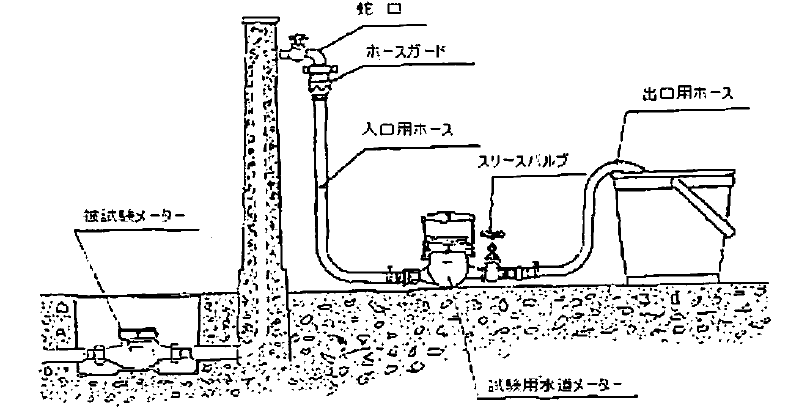 蛇口
ホースガード
出口用ホース
入口用ホース
スリースバルブ
被試験メーター
試験用水道メーター